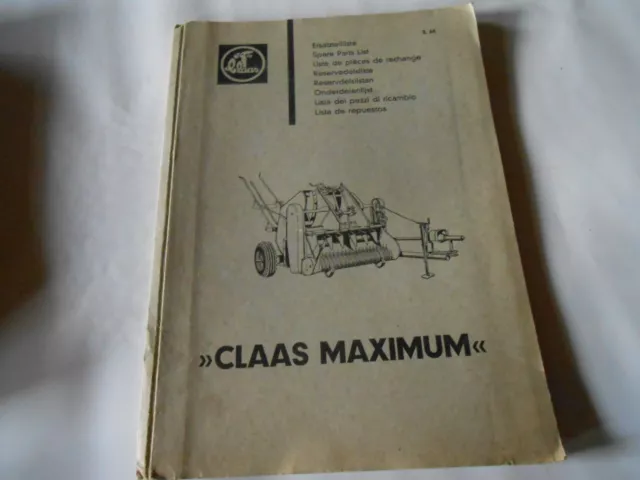 Ersatzteilliste
Spare Parts List
Liste de pièces de rechange
Reservedelsliste
Reservdelslistan
Onderdelenlijst
Lista dei pezzi di ricambio
Lista de repuestos
»CLAAS MAXIMUM«